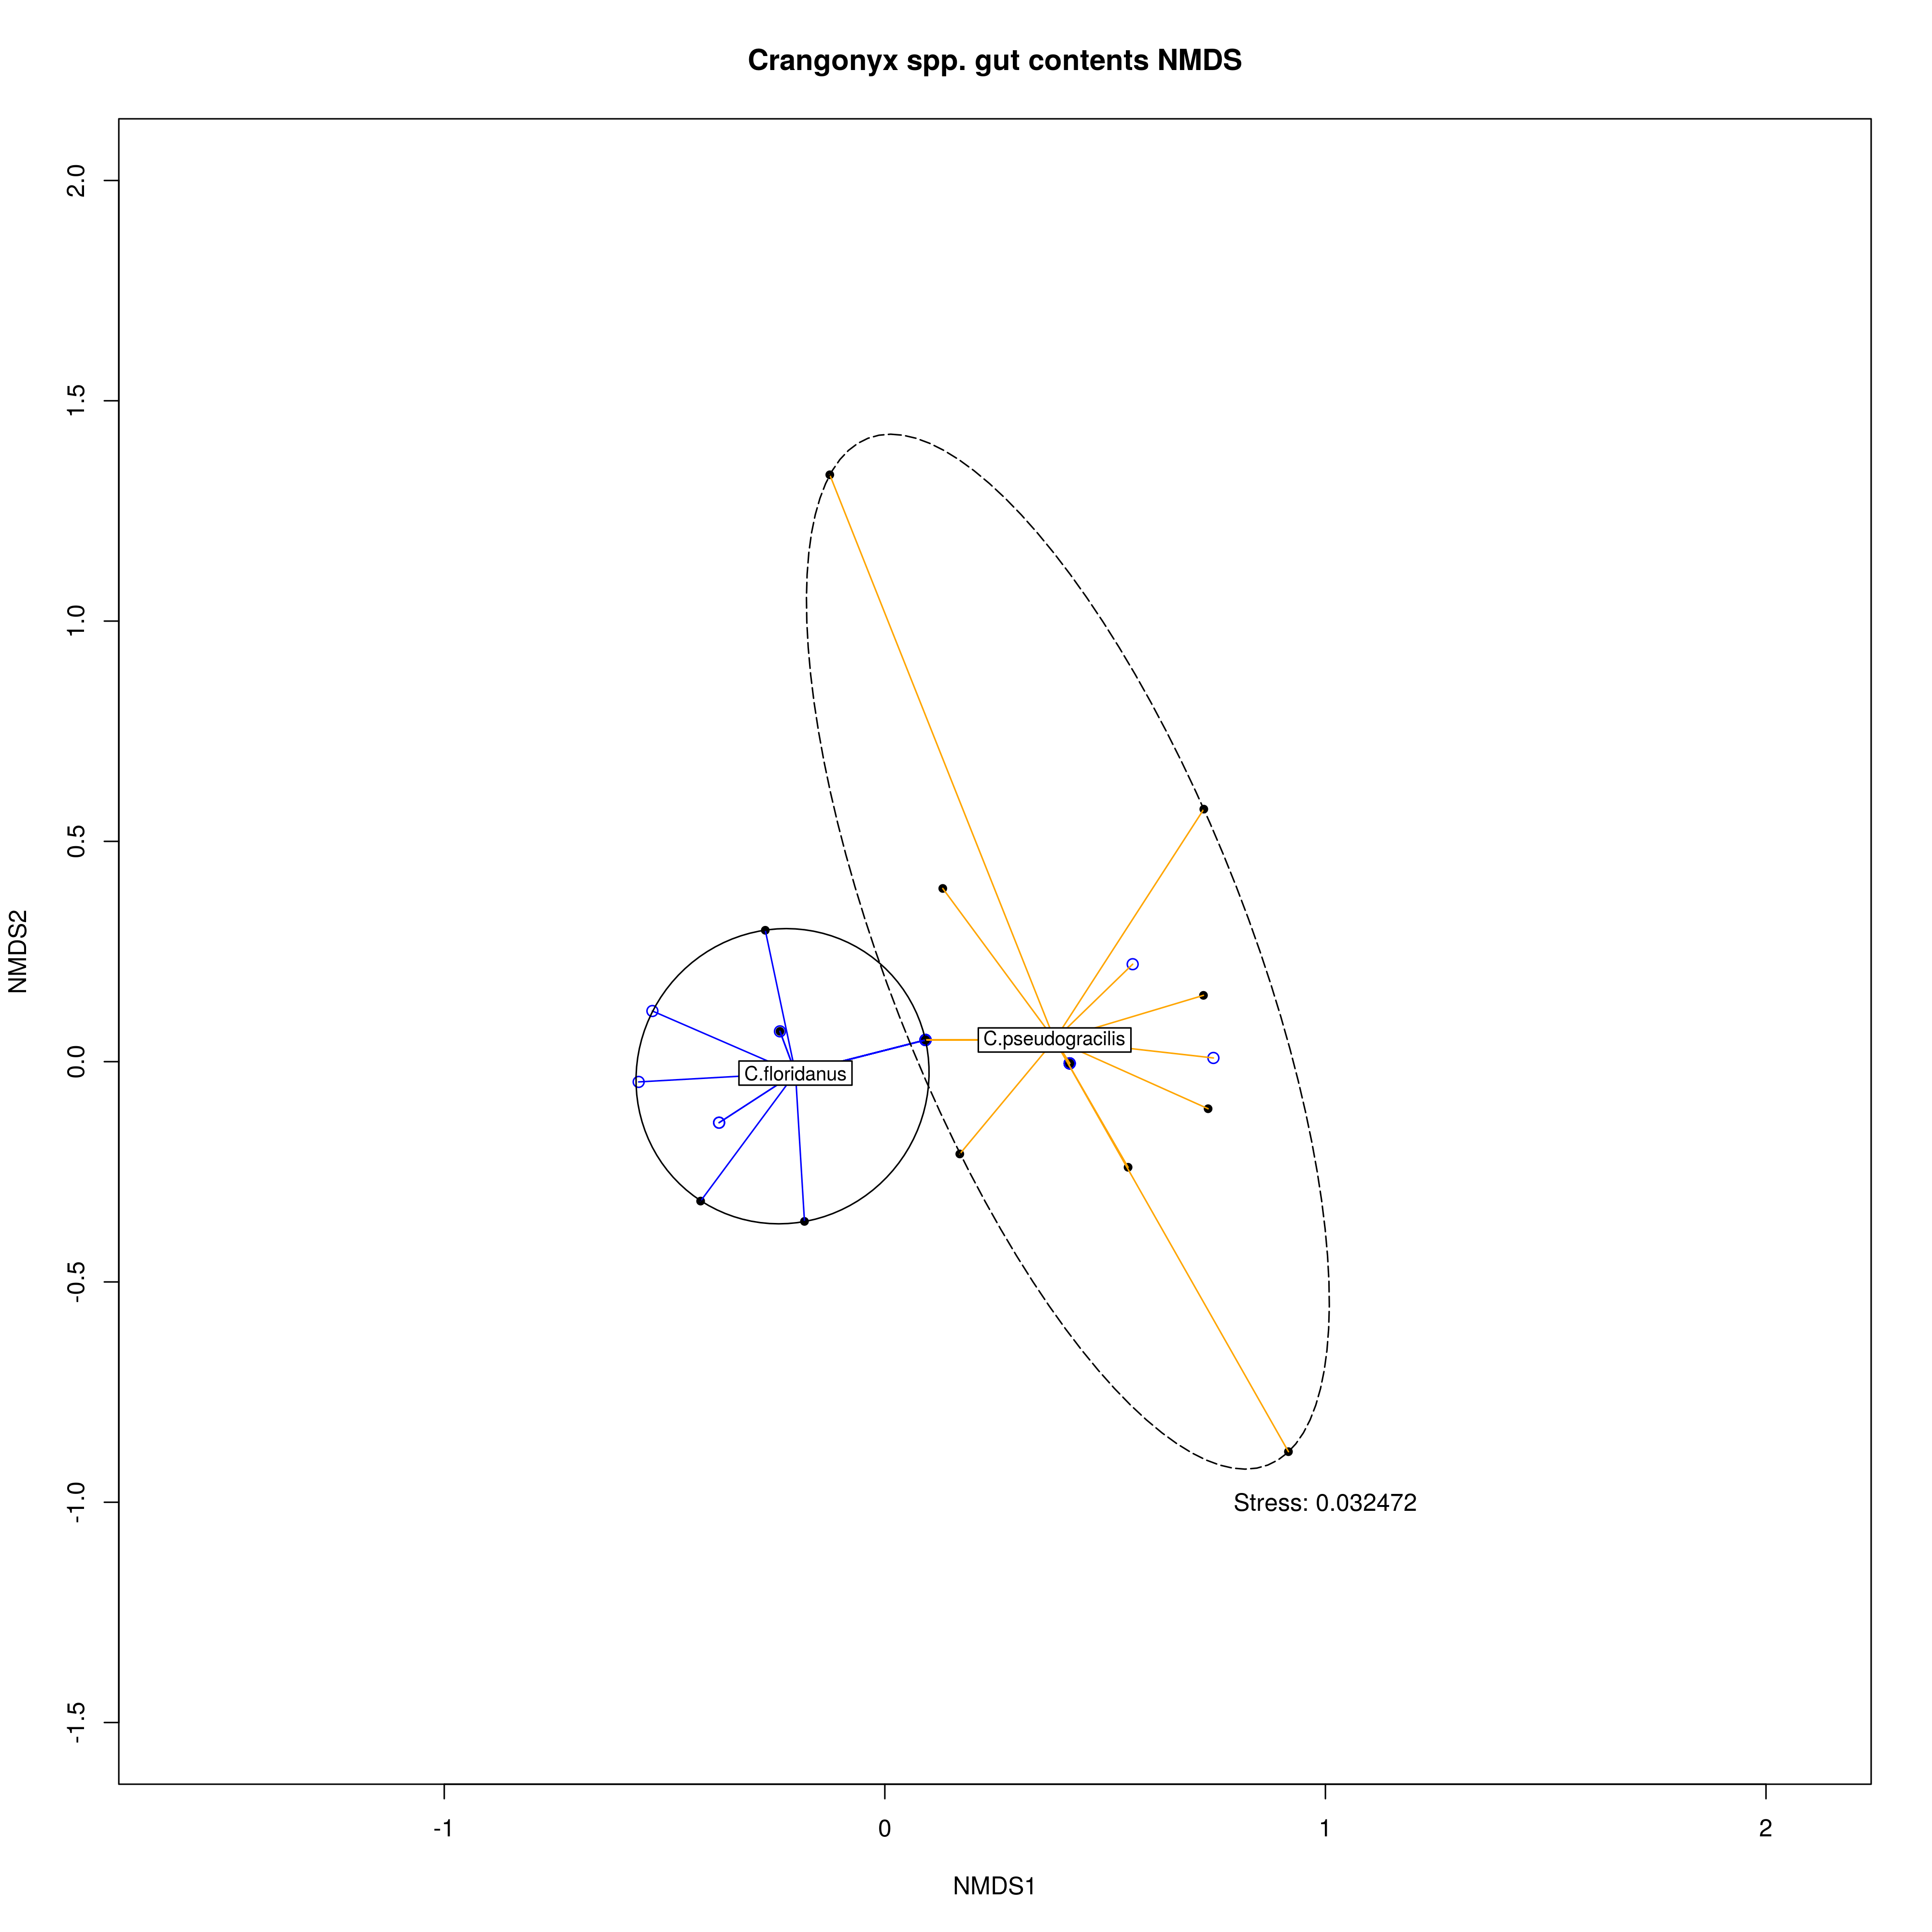 Crangonyx spp. gut contents NMDS
2.0
1.5
1.0
0.5
0.0
-0.5
-1.0
-1.5
NMDS2
C.pseudogracilis
C.floridanus
Stress: 0.032472
-1
0
1
2
NMDS1